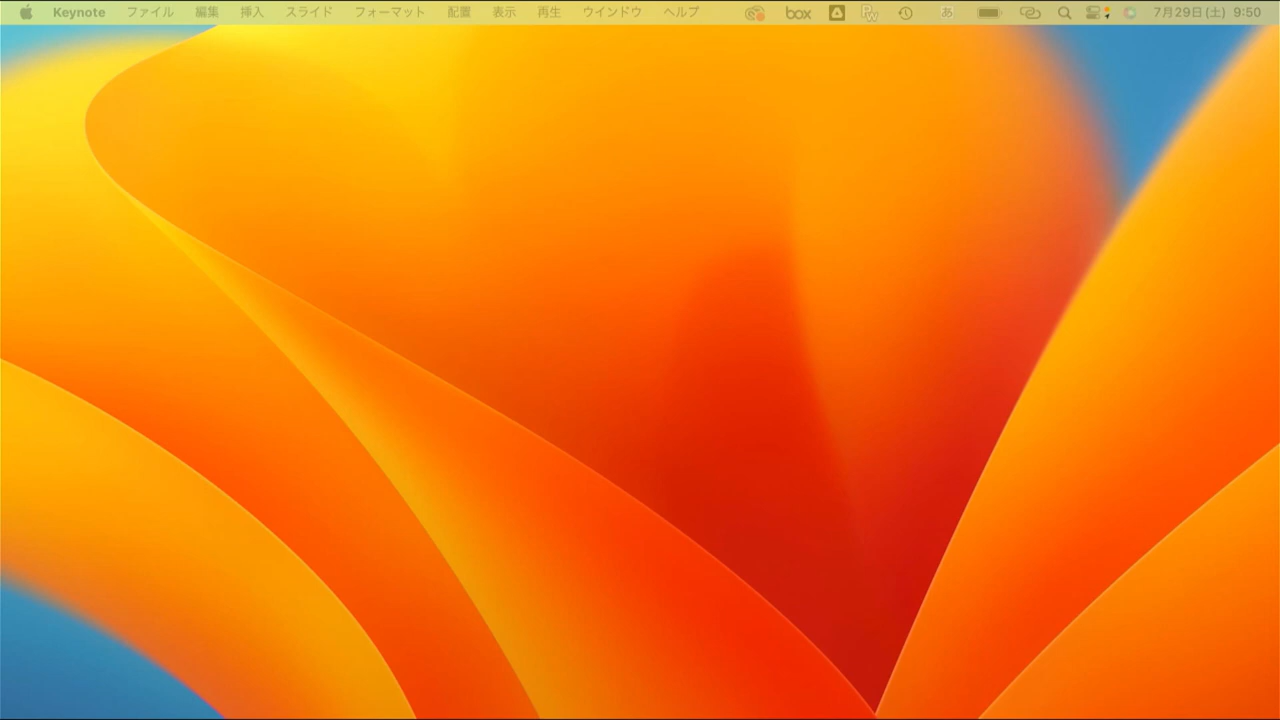 Keynote ファイル 編集 挿入 スライド フォーマット 配置 表示 再生 ウインドウ ヘルプ box あ 7月29日(土) 9:50